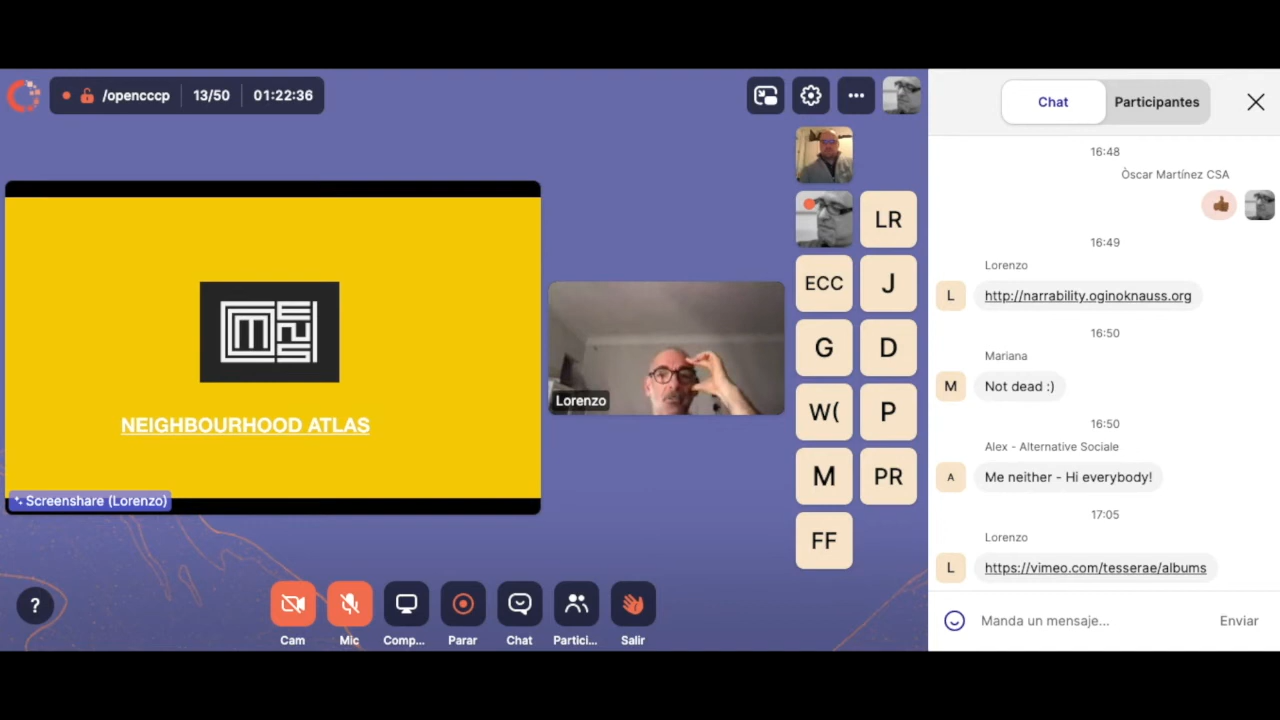 /opencccp
13/50
01:22:36
NEIGHBOURHOOD ATLAS
Screenshare (Lorenzo)
Lorenzo
LR
ECC
J
G
D
W(
P
M
PR
FF
?
Cam
Mic
Comp...
Parar
Chat
Partici...
Salir
Chat
Participantes
16:48
Òscar Martínez CSA
16:49
Lorenzo
L
http://narrability.oginoknauss.org
16:50
Mariana
M
Not dead :)
16:50
Alex - Alternative Sociale
A
Me neither - Hi everybody!
17:05
Lorenzo
L
https://vimeo.com/tesserae/albums
Manda un mensaje...
Enviar